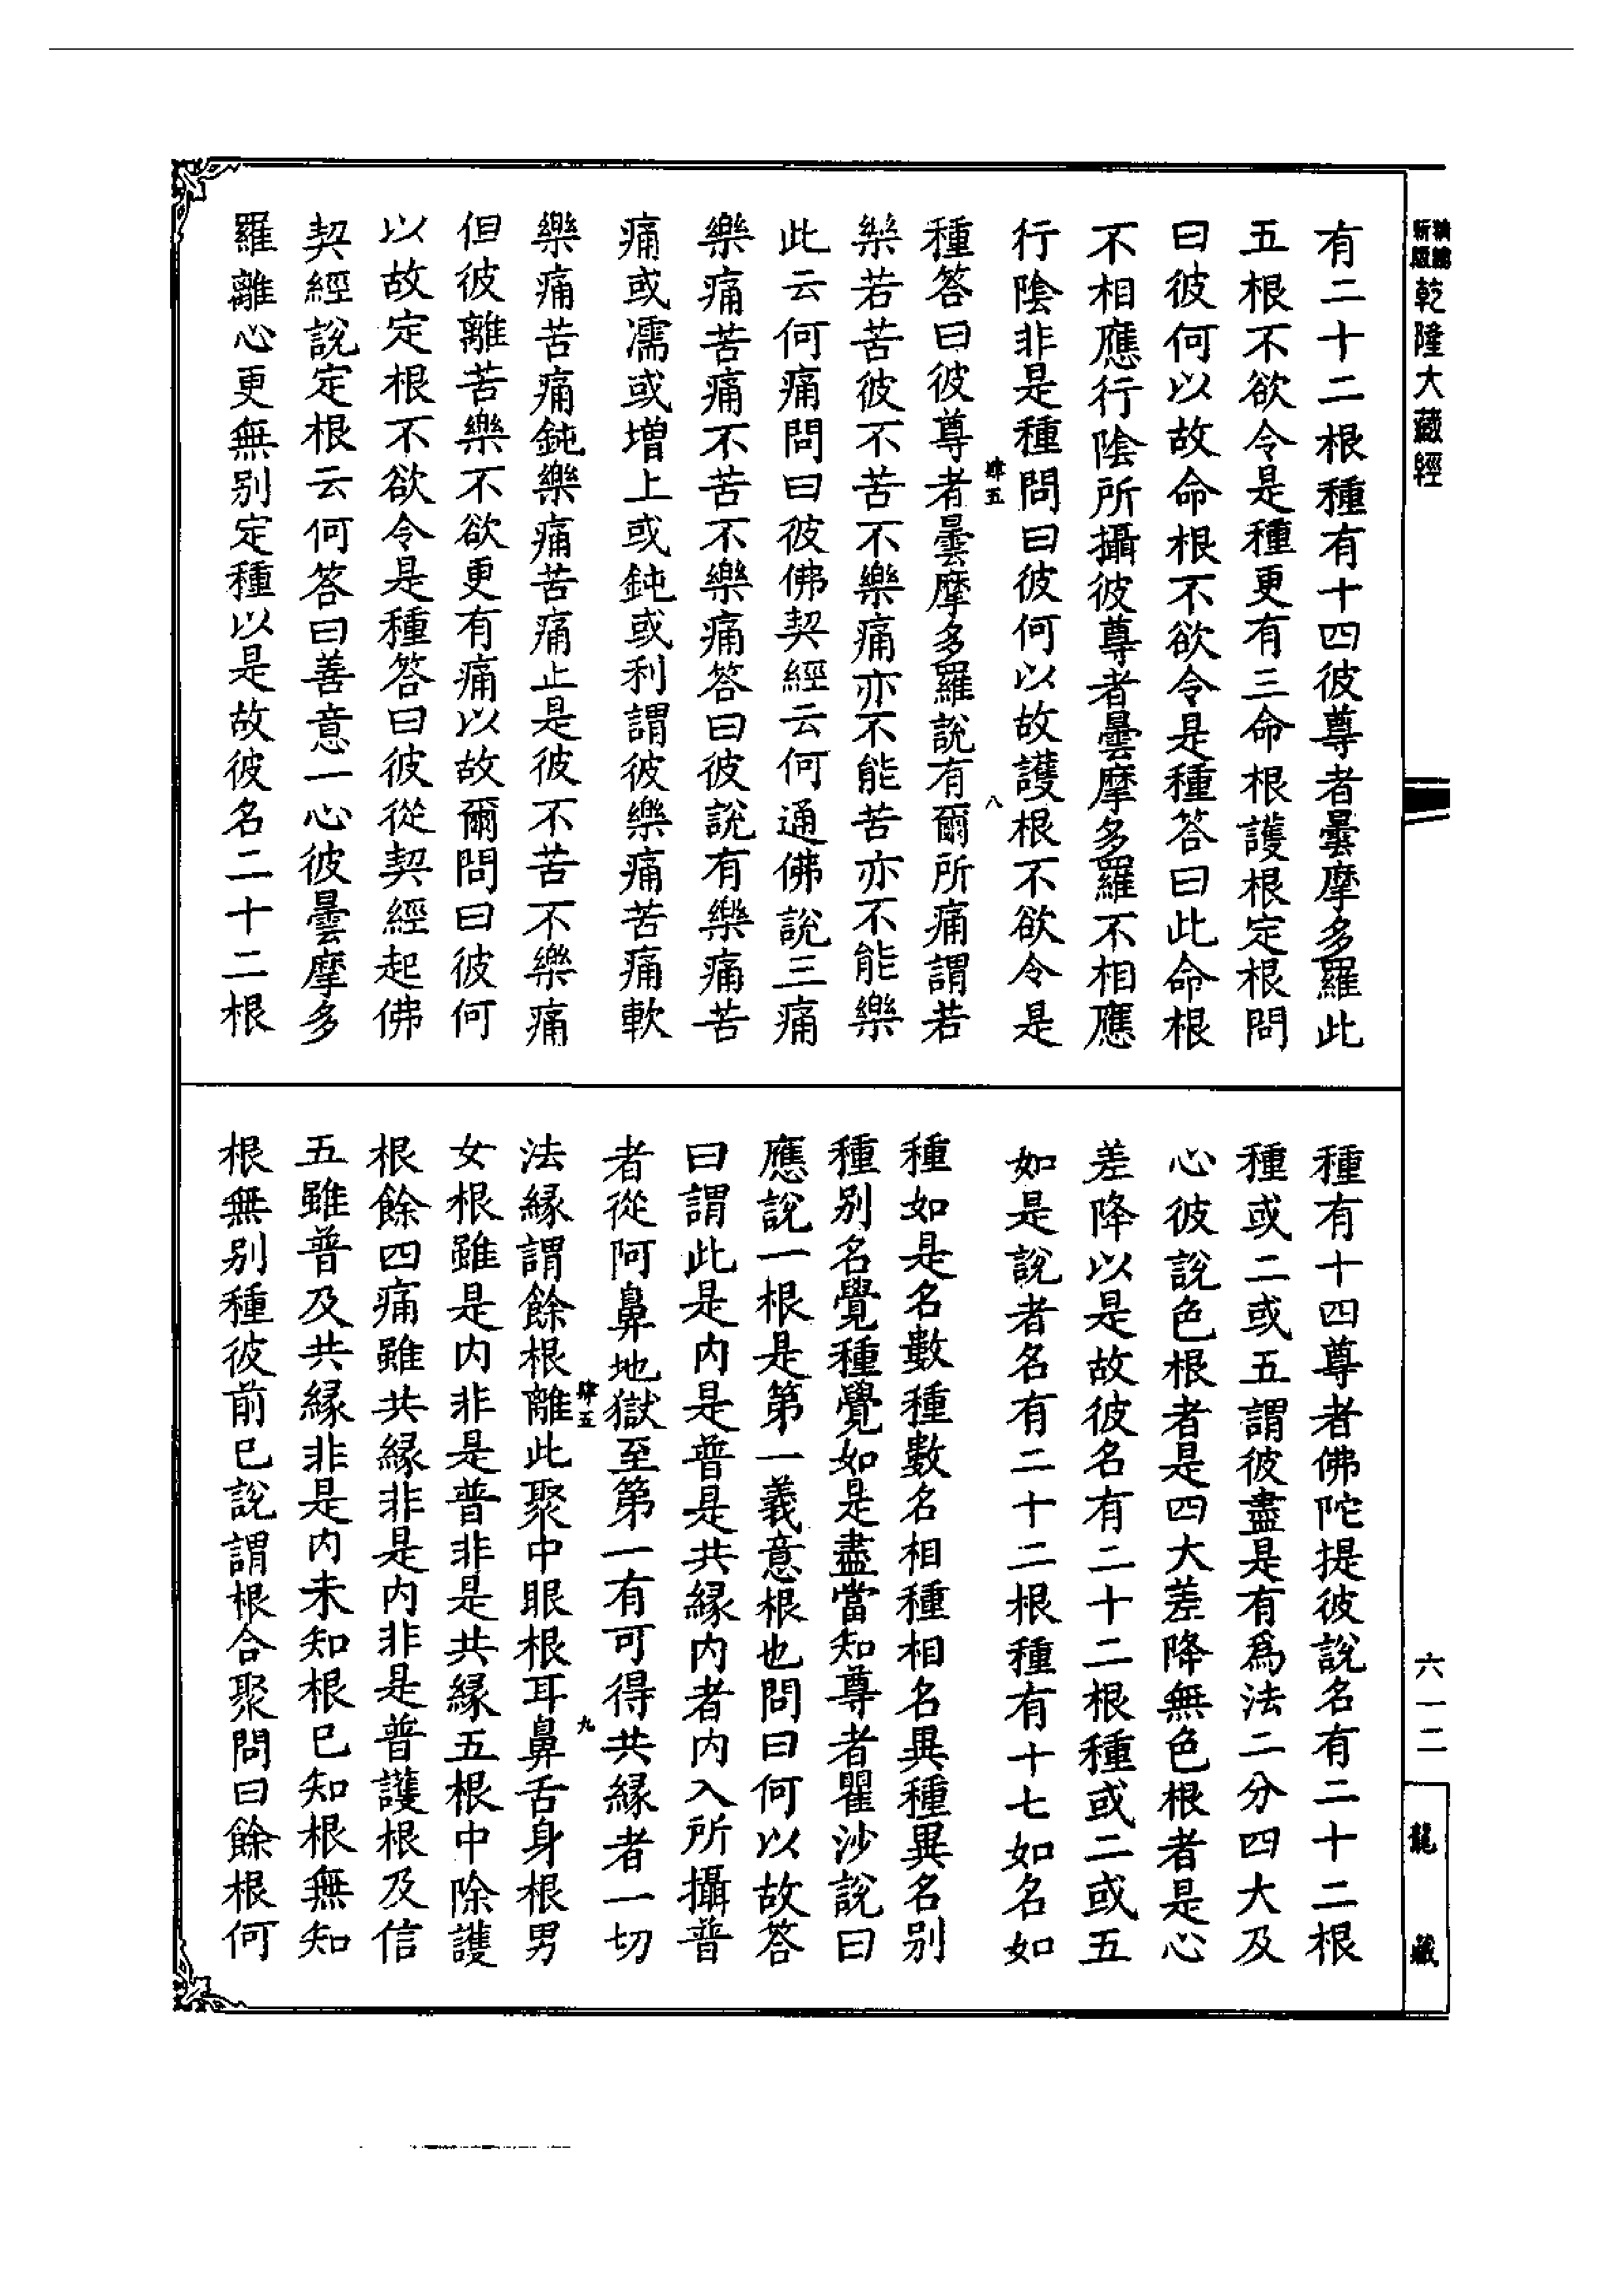 精縮
新版
乾隆大藏經
六一二
龍藏
有二十二根種有十四彼尊者曇摩多羅此
五根不欲令是種更有三命根護根定根問
曰彼何以故命根不欲令是種答曰此命根
不相應行陰所攝彼尊者曇摩多羅不相應
行陰非是種問曰彼何以故護根不欲令是
肆五
八
種答曰彼尊者曇摩多羅說有爾所痛謂若
樂若苦彼不苦不樂痛亦不能苦亦不能樂
此云何痛問曰彼佛契經云何通佛說三痛
樂痛苦痛不苦不樂痛答曰彼說有樂痛苦
痛或濡或增上或鈍或利謂彼樂痛苦痛軟
樂痛苦痛鈍樂痛苦痛止是彼不苦不樂痛
但彼離苦樂不欲更有痛以故爾問曰彼何
以故定根不欲令是種答曰彼從契經起佛
契經說定根云何答曰善意一心彼曇摩多
羅離心更無別定種以是故彼名二十二根
種有十四尊者佛陀提彼說名有二十二根
種或二或五謂彼盡是有爲法二分四大及
心彼說色根者是四大差降無色根者是心
差降以是故彼名有二十二根種或二或五
如是說者名有二十二根種有十七如名如
種如是名數種數名相種相名異種異名別
種別名覺種覺如是盡當知尊者瞿沙說曰
應說一根是第一義意根也問曰何以故答
曰謂此是內是普是共緣內者內入所攝普
者從阿鼻地獄至第一有可得共緣者一切
肆五
九
法緣謂餘根離此聚中眼根耳鼻舌身根男
女根雖是內非是普非是共緣五根中除護
根餘四痛雖共緣非是內非是普護根及信
五雖普及共緣非是內未知根已知根無知
根無別種彼前已說謂根合聚問曰餘根何